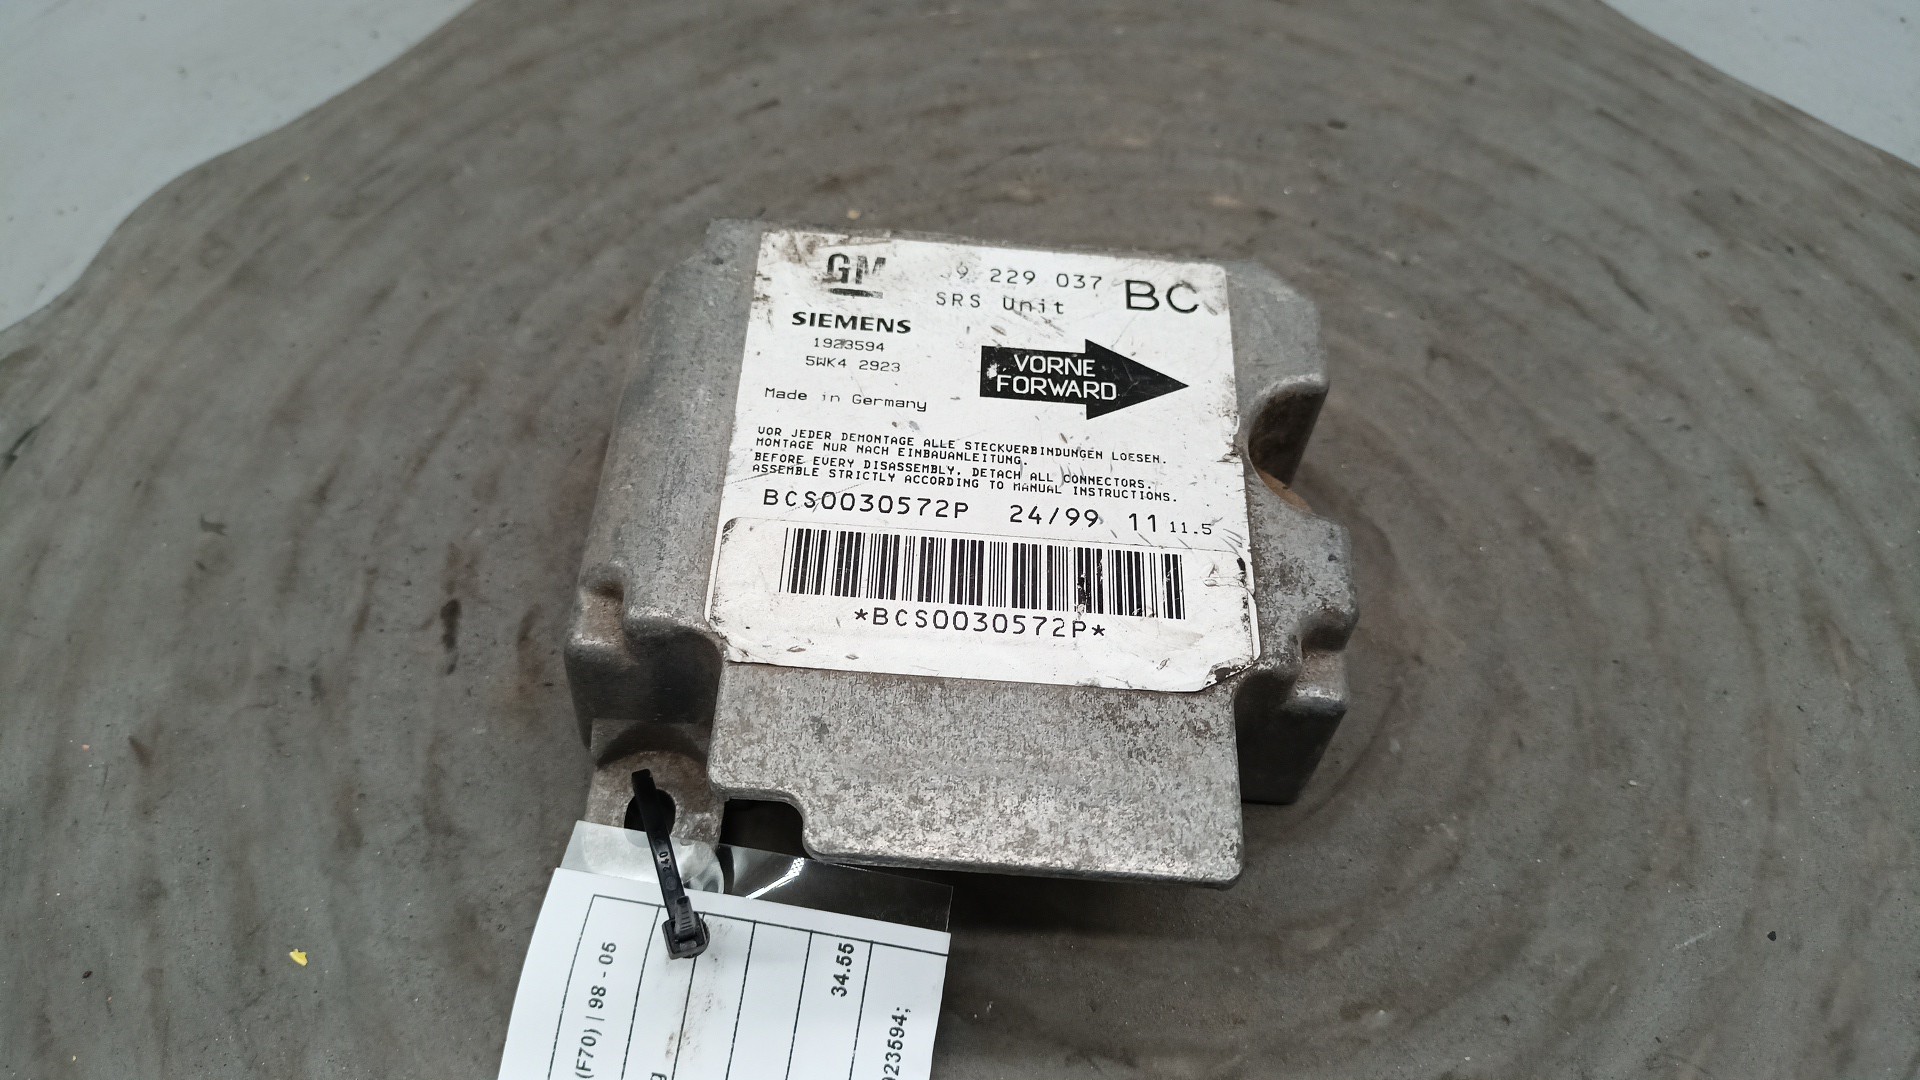 GM
229 037 BC
SRS Unit
SIEMENS
1923594
5WK4 2923
Made in Germany
VORNE
FORWARD
VOR JEDER DEMONTAGE ALLE STECKVERBINDUNGEN LOESEN.
MONTAGE NUR NACH EINBAUANLEITUNG.
BEFORE EVERY DISASSEMBLY, DETACH ALL CONNECTORS.
ASSEMBLE STRICTLY ACCORDING TO MANUAL INSTRUCTIONS.
BCS0030572P 24/99 11 11.5
*BCS0030572P*
240
(F70) | 98 - 05
34.55
923594;